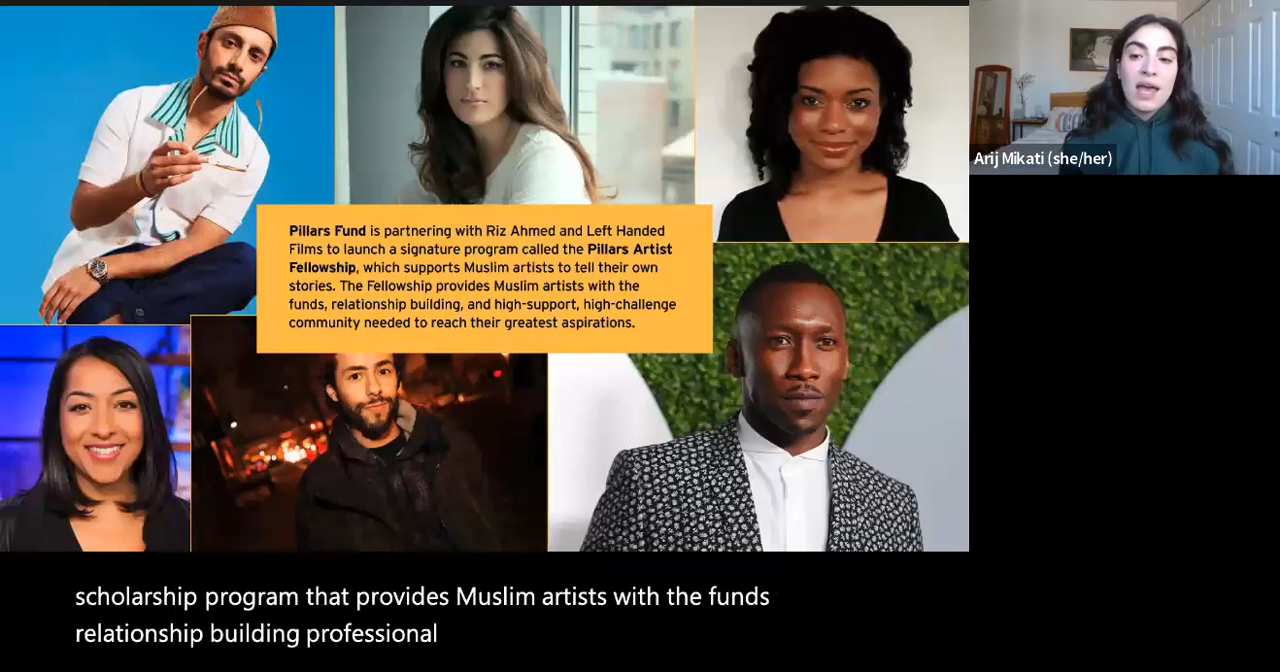 Pillars Fund is partnering with Riz Ahmed and Left Handed
Films to launch a signature program called the Pillars Artist
Fellowship, which supports Muslim artists to tell their own
stories. The Fellowship provides Muslim artists with the
funds, relationship building, and high-support, high-challenge
community needed to reach their greatest aspirations.
Arij Mikati (she/her)
scholarship program that provides Muslim artists with the funds
relationship building professional